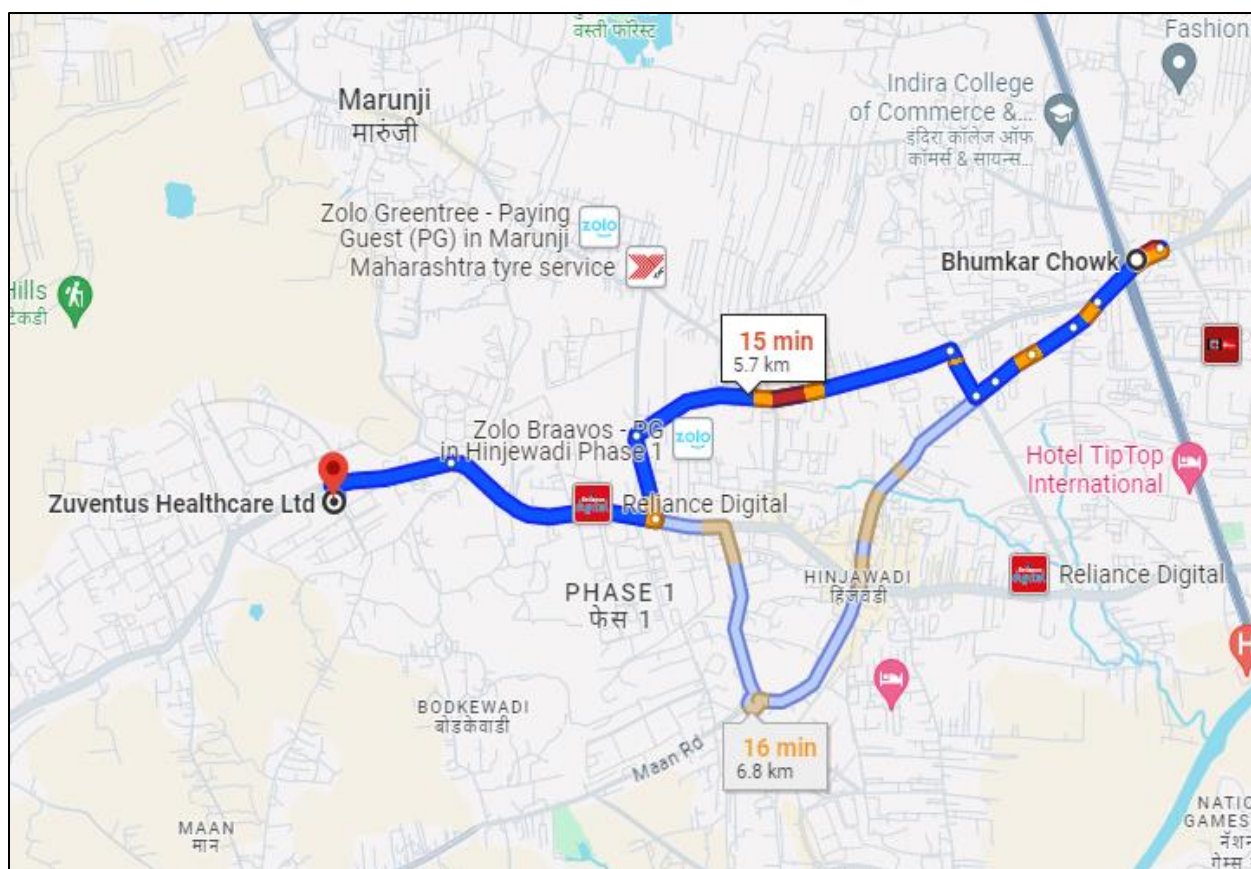 वस्ती फॉरेस्ट
Fashion
Marunji
मारुंजी
Indira College
of Commerce &...
इंदिरा कॉलेज ऑफ
कॉमर्स & सायन्स...
Zolo Greentree - Paying
Guest (PG) in Marunji
zolo
Maharashtra tyre service
Bhumkar Chowk
Hills
टेकडी
15 min
5.7 km
Zolo Braavos - PG
in Hinjewadi Phase 1
zolo
Hotel TipTop
International
Zuventus Healthcare Ltd
Reliance Digital
HINJAWADI
हिंजवडी
Reliance Digital
PHASE 1
फेस 1
BODKEWADI
बोडकेवाडी
Maan Rd
16 min
6.8 km
H
MAAN
मान
NATIO
GAMES
नॅशन
गेम्स